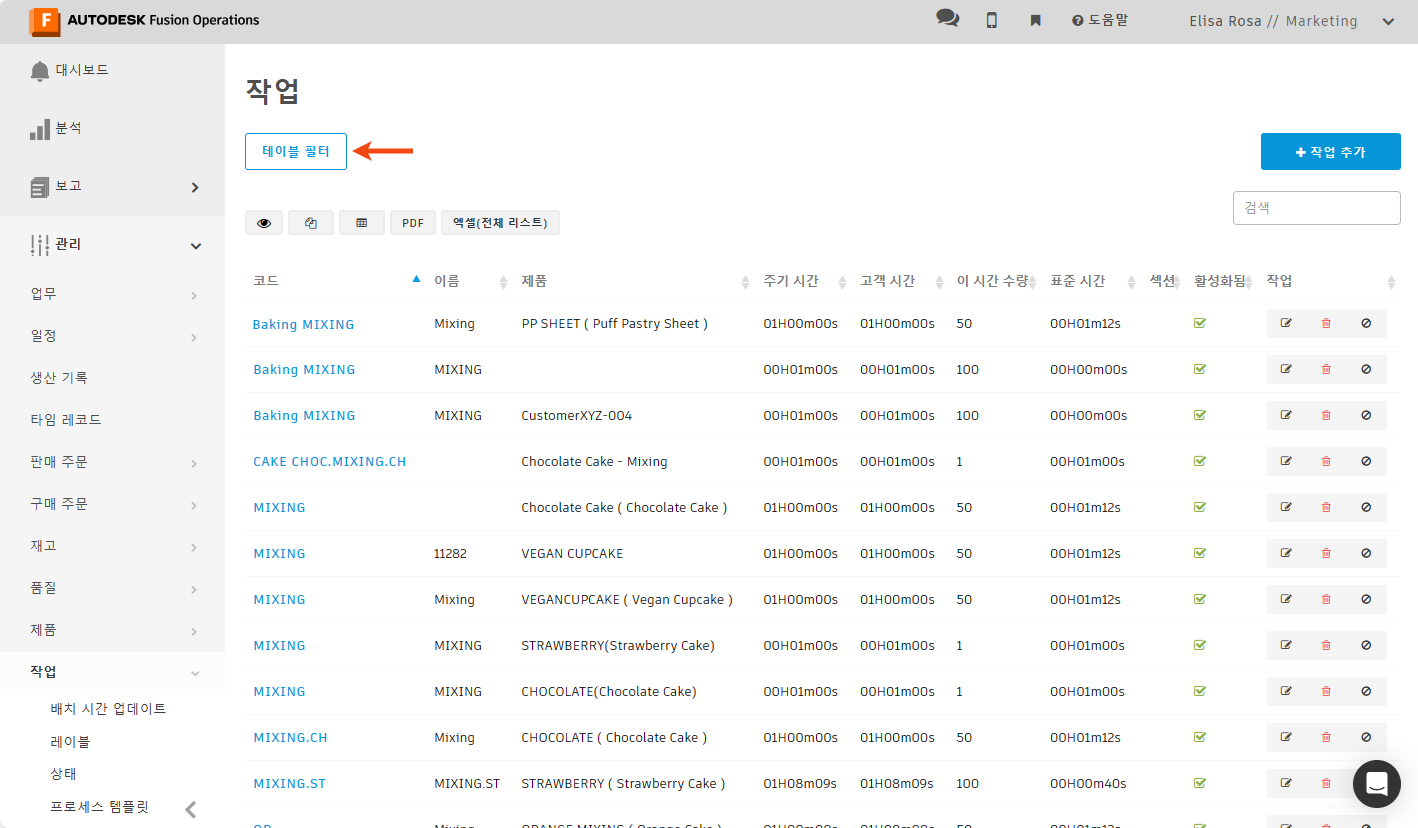 F AUTODESK Fusion Operations
도움말
Elisa Rosa // Marketing
대시보드
분석
보고
관리
업무
일정
생산 기록
타임 레코드
판매 주문
구매 주문
재고
품질
제품
작업
배치 시간 업데이트
레이블
상태
프로세스 템플릿
작업
테이블 필터
+ 작업 추가
PDF
엑셀(전체 리스트)
검색
코드 이름 제품 주기 시간 고객 시간 이 시간 수량 표준 시간 섹션 활성화됨 작업
Baking MIXING Mixing PP SHEET ( Puff Pastry Sheet ) 01H00m00s 01H00m00s 50 00H01m12s
Baking MIXING MIXING 00H01m00s 00H01m00s 100 00H00m00s
Baking MIXING MIXING CustomerXYZ-004 00H01m00s 00H01m00s 100 00H00m00s
CAKE CHOC.MIXING.CH Chocolate Cake - Mixing 00H01m00s 00H01m00s 1 00H01m00s
MIXING Chocolate Cake ( Chocolate Cake ) 01H00m00s 01H00m00s 50 00H01m12s
MIXING 11282 VEGAN CUPCAKE 01H00m00s 01H00m00s 50 00H01m12s
MIXING Mixing VEGANCUPCAKE ( Vegan Cupcake ) 01H00m00s 01H00m00s 50 00H01m12s
MIXING MIXING STRAWBERRY(Strawberry Cake) 00H01m00s 00H01m00s 1 00H01m00s
MIXING MIXING CHOCOLATE(Chocolate Cake) 00H01m00s 00H01m00s 1 00H01m00s
MIXING.CH Mixing CHOCOLATE ( Chocolate Cake ) 01H00m00s 01H00m00s 50 00H01m12s
MIXING.ST MIXING.ST STRAWBERRY ( Strawberry Cake ) 01H08m09s 01H08m09s 100 00H00m40s
Mixing ORANGE MIXING ( Orange Cake ) 01H00m00s 01H00m00s 50 00H01m12s